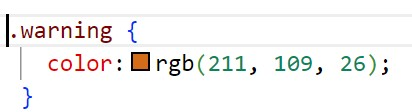 .warning {
color: rgb(211, 109, 26);
}